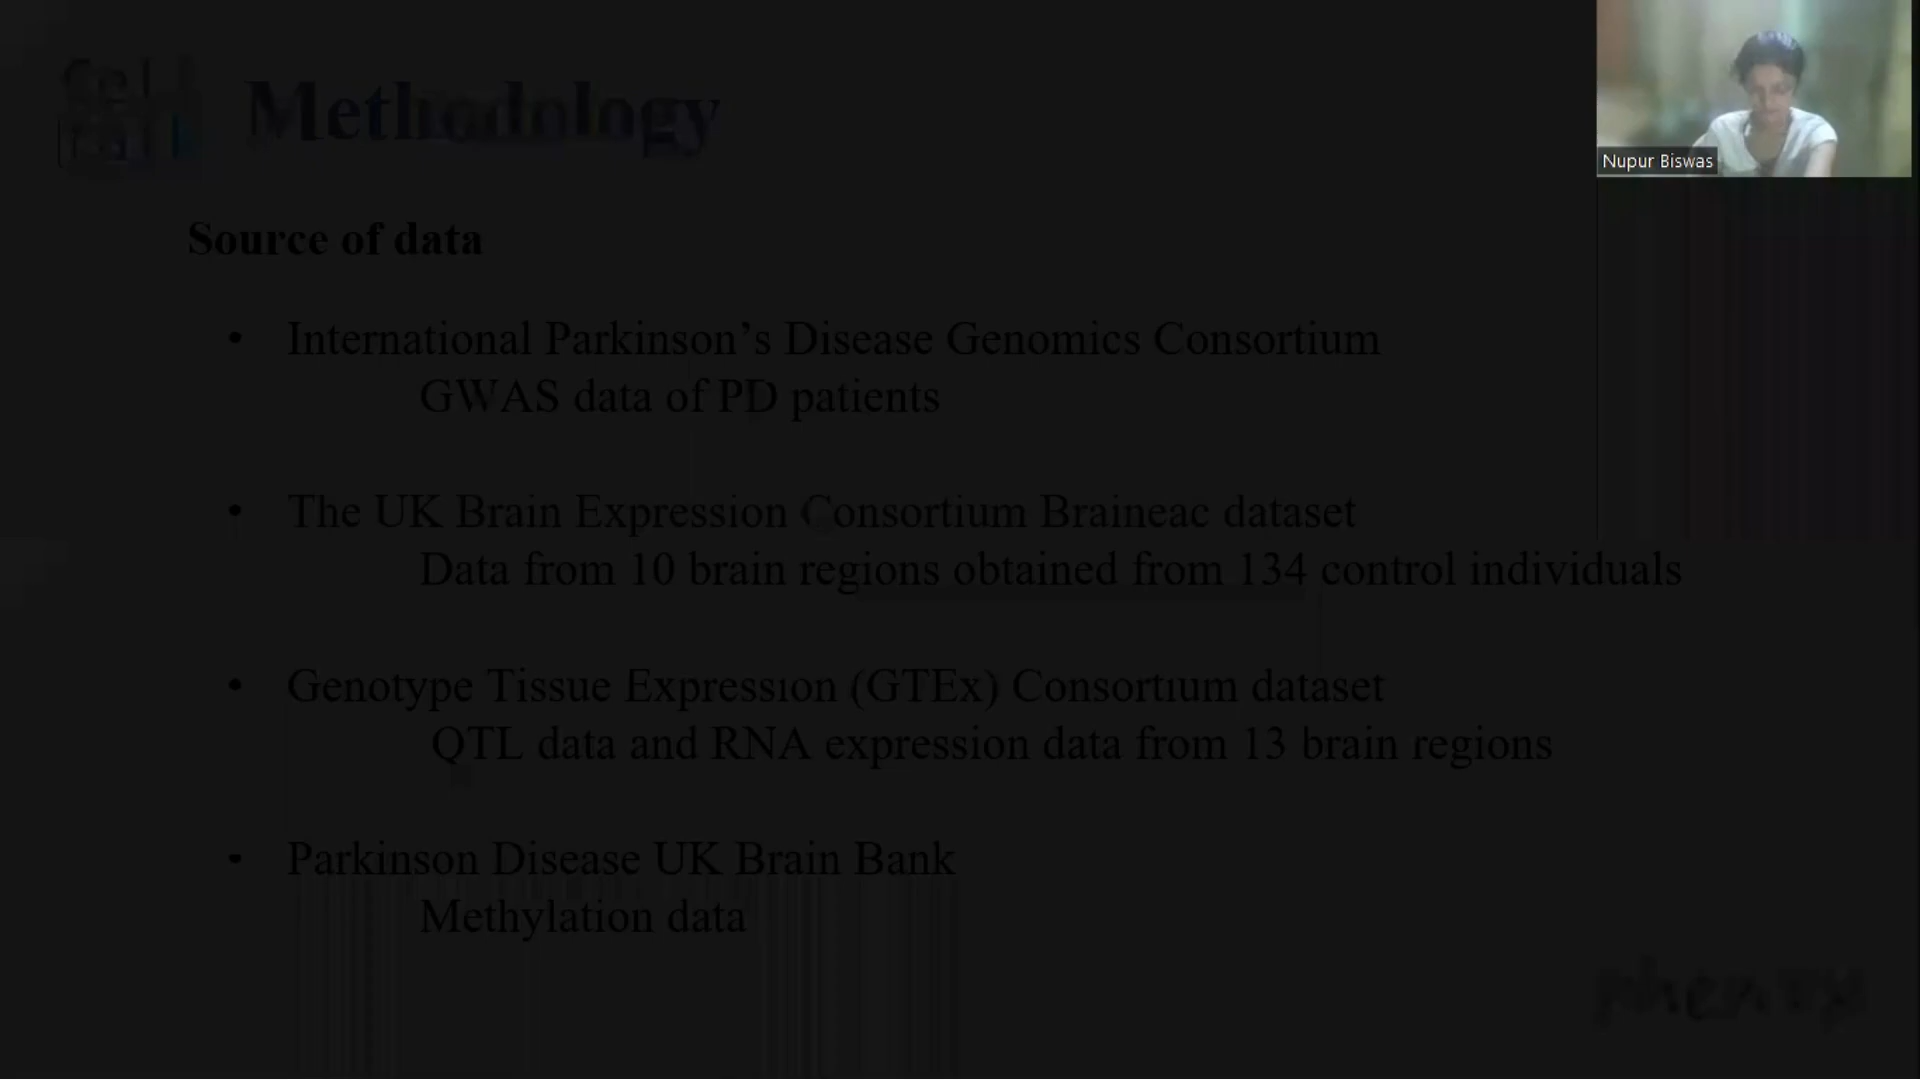 Methodology
Nupur Biswas
Source of data
• International Parkinson’s Disease Genomics Consortium
GWAS data of PD patients
• The UK Brain Expression Consortium Braineac dataset
Data from 10 brain regions obtained from 134 control individuals
• Genotype Tissue Expression (GTEx) Consortium dataset
QTL data and RNA expression data from 13 brain regions
• Parkinson Disease UK Brain Bank
Methylation data